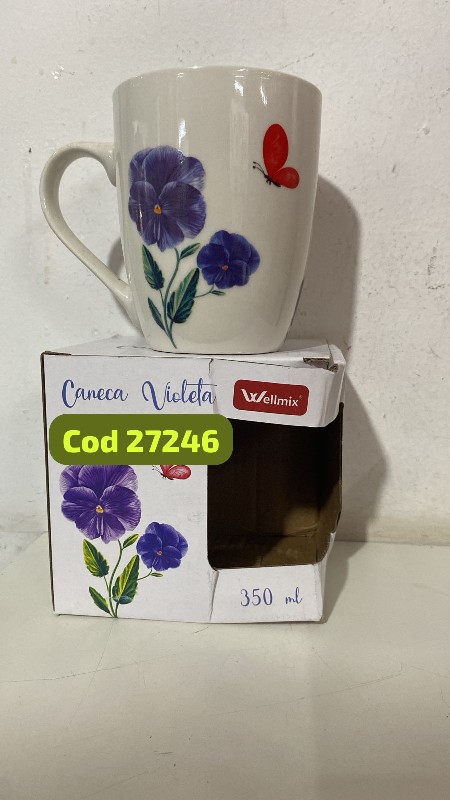 Caneca Violeta
Wellmix®
Cod 27246
350 ml